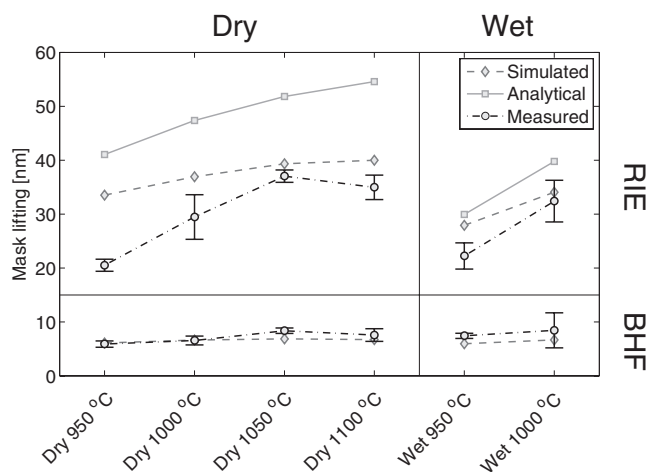 Dry Wet
60
50
40
30
20
10
0
Mask lifting [nm]
Simulated
Analytical
Measured
RIE
BHF
Dry 950 °C
Dry 1000 °C
Dry 1050 °C
Dry 1100 °C
Wet 950 °C
Wet 1000 °C